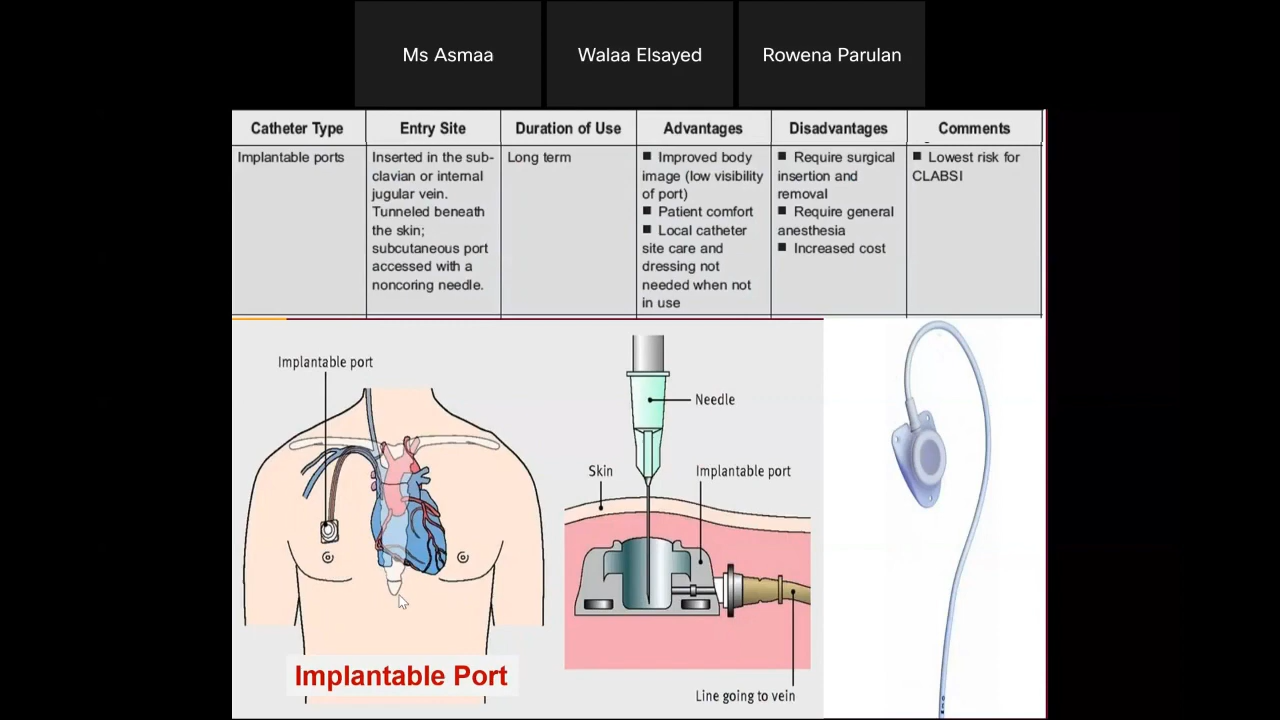 Ms Asmaa
Walaa Elsayed
Rowena Parulan
Catheter Type
Entry Site
Duration of Use
Advantages
Disadvantages
Comments
Implantable ports
Inserted in the sub-
clavian or internal
jugular vein.
Tunneled beneath
the skin;
subcutaneous port
accessed with a
noncoring needle.
Long term
■ Improved body
image (low visibility
of port)
■ Patient comfort
■ Local catheter
site care and
dressing not
needed when not
in use
■ Require surgical
insertion and
removal
■ Require general
anesthesia
■ Increased cost
■ Lowest risk for
CLABSI
Implantable port
Needle
Skin
Implantable port
Line going to vein
Implantable Port